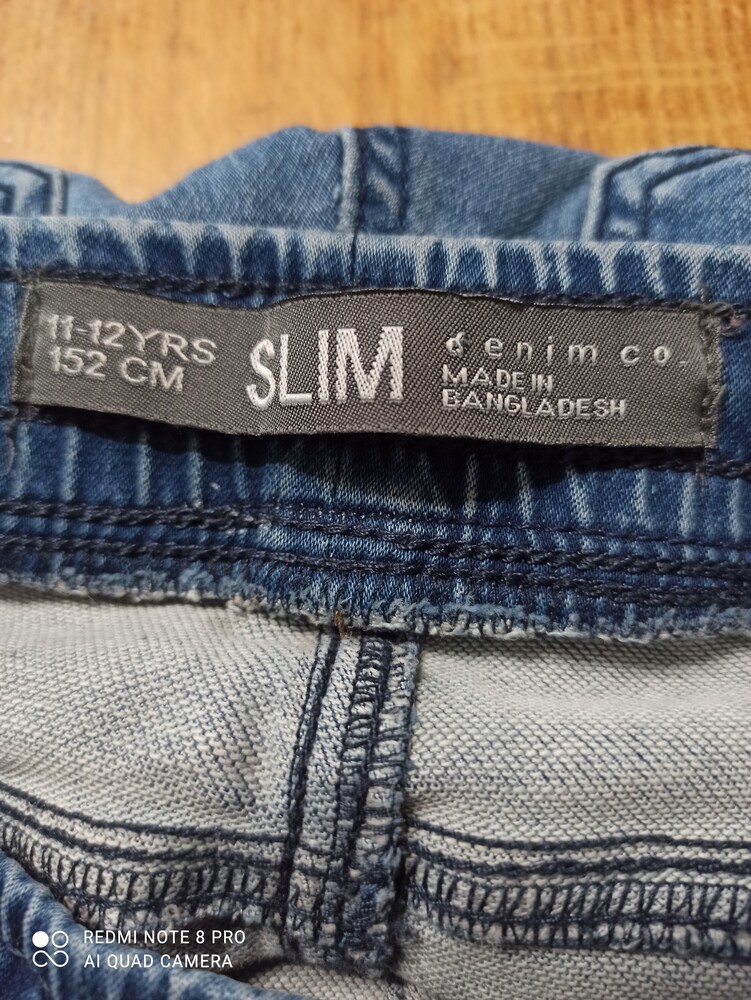 11-12YRS
152 CM
SLIM
denim co.
MADE IN
BANGLADESH
REDMI NOTE 8 PRO
AI QUAD CAMERA